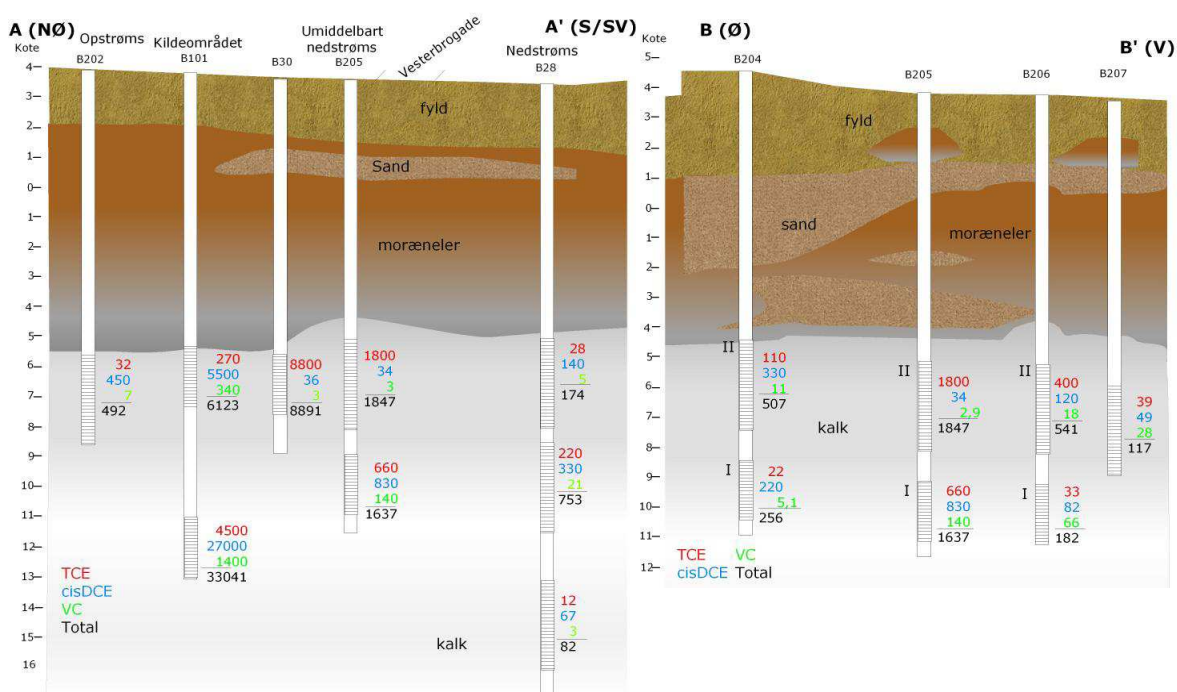 A (NØ)
A' (S/SV)
Kote
Opstrøms
Kildeområdet
Umiddelbart
nedstrøms
Vesterbrogade
Nedstrøms
B202
B101
B30
B205
B28
4
3
2
1
0
1
2
3
4
5
6
7
8
9
10
11
12
13
14
15
16
fyld
Sand
moræneler
kalk
32
450
7
492
270
5500
340
6123
4500
27000
1400
33041
8800
36
3
8891
1800
34
3
1847
660
830
140
1637
28
140
5
174
220
330
21
753
12
67
3
82
TCE
cisDCE
VC
Total
B (Ø)
B' (V)
Kote
B204
B205
B206
B207
5
4
3
2
1
0
1
2
3
4
5
6
7
8
9
10
11
12
fyld
sand
moræneler
kalk
II
110
330
11
507
I
22
220
5,1
256
II
1800
34
2,9
1847
I
660
830
140
1637
II
400
120
18
541
I
33
82
66
182
39
49
28
117
TCE VC
cisDCE Total